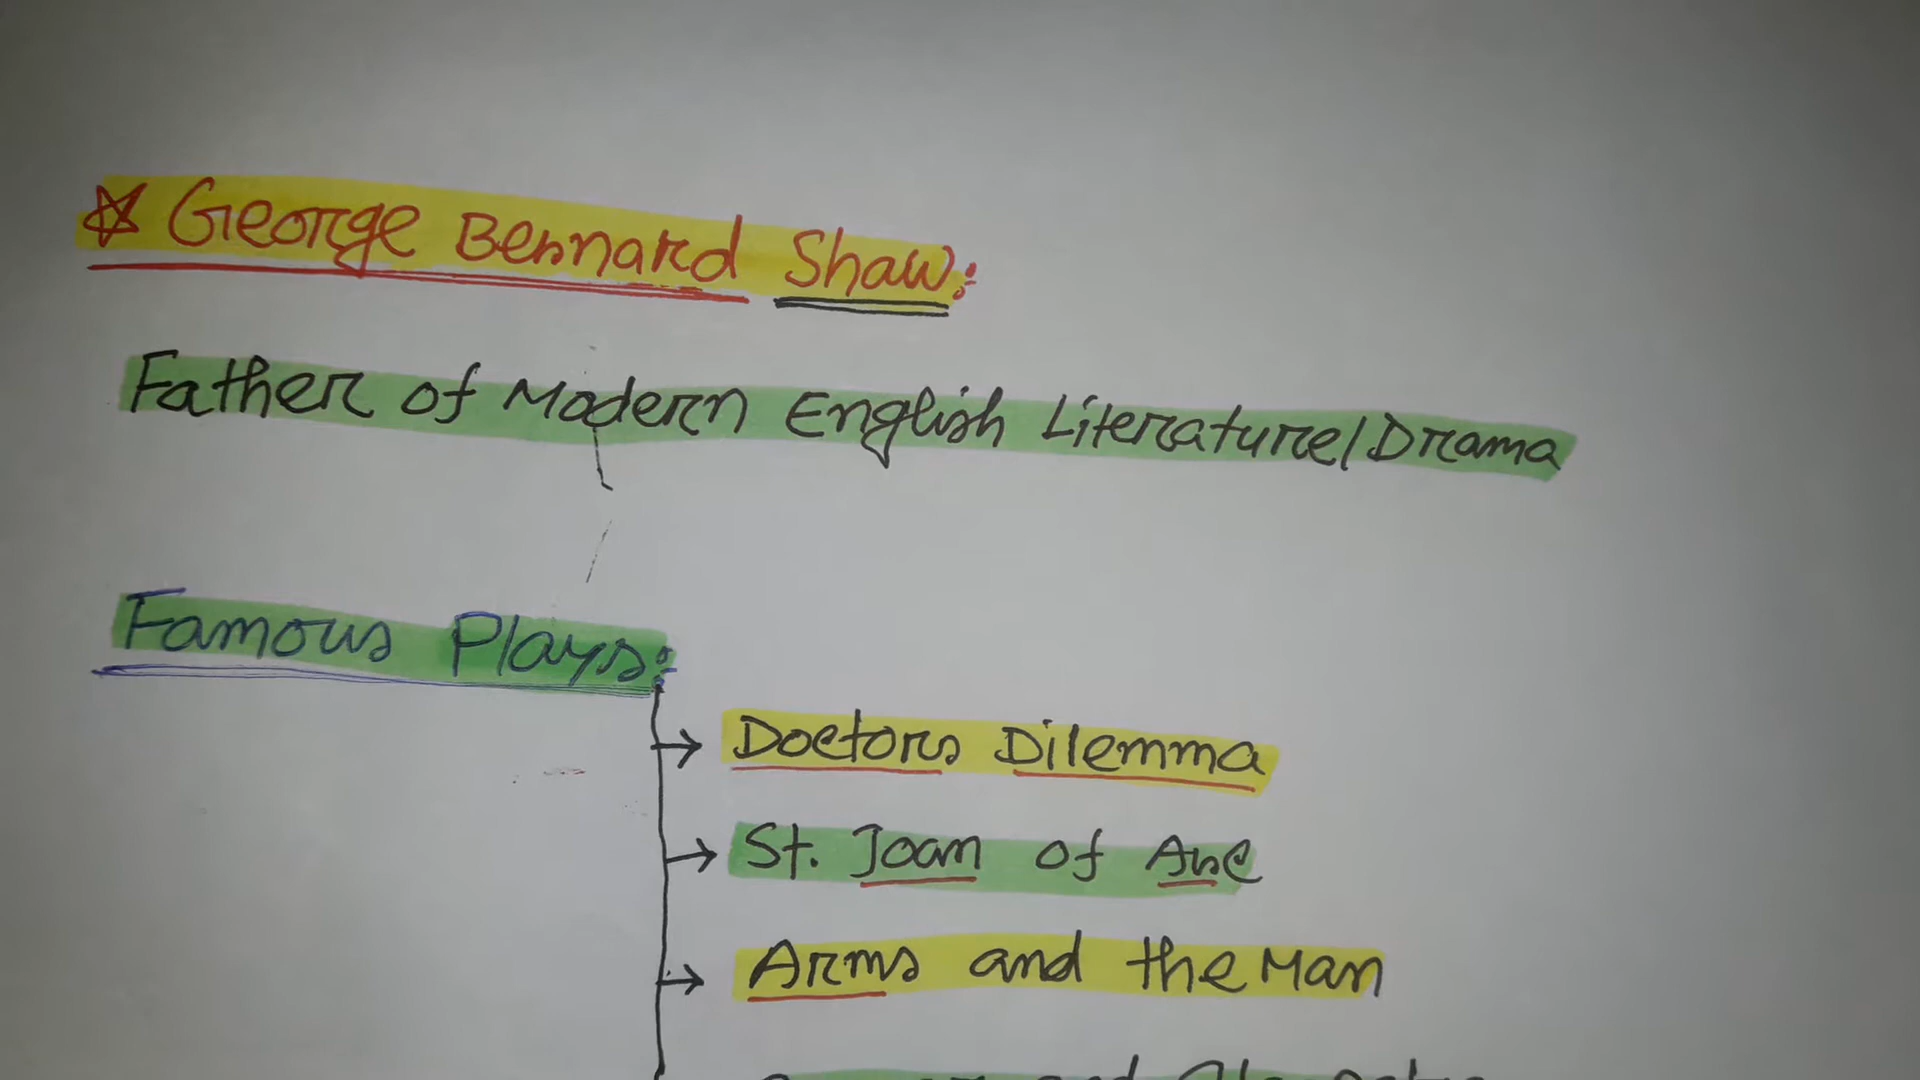 ☆ George Bernard Shaw:
Father of Modern English Literature/Drama
Famous Plays:
→ Doctors Dilemma
→ St. Joan of Arc
→ Arms and the Man
and